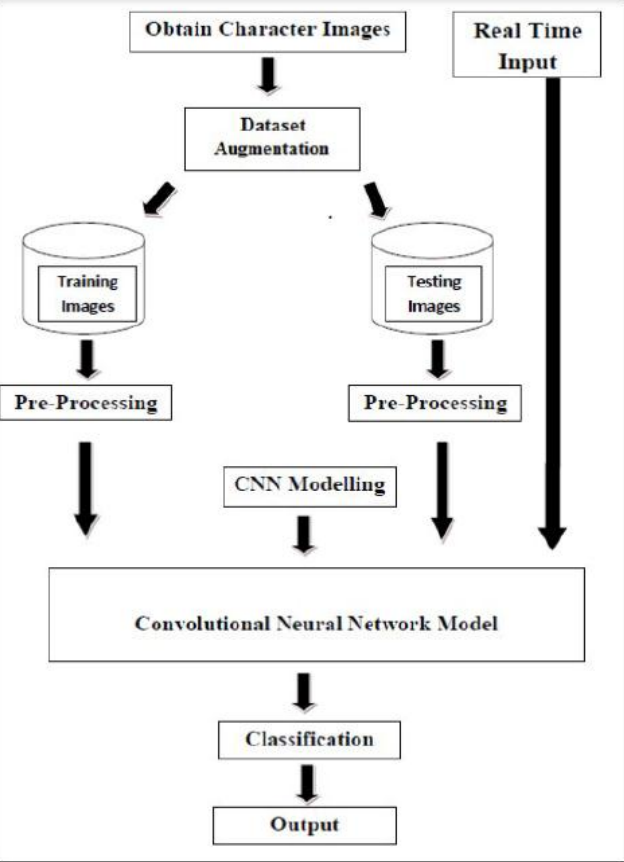 Obtain Character Images
Real Time
Input
Dataset
Augmentation
Training
Images
Testing
Images
Pre-Processing
Pre-Processing
CNN Modelling
Convolutional Neural Network Model
Classification
Output